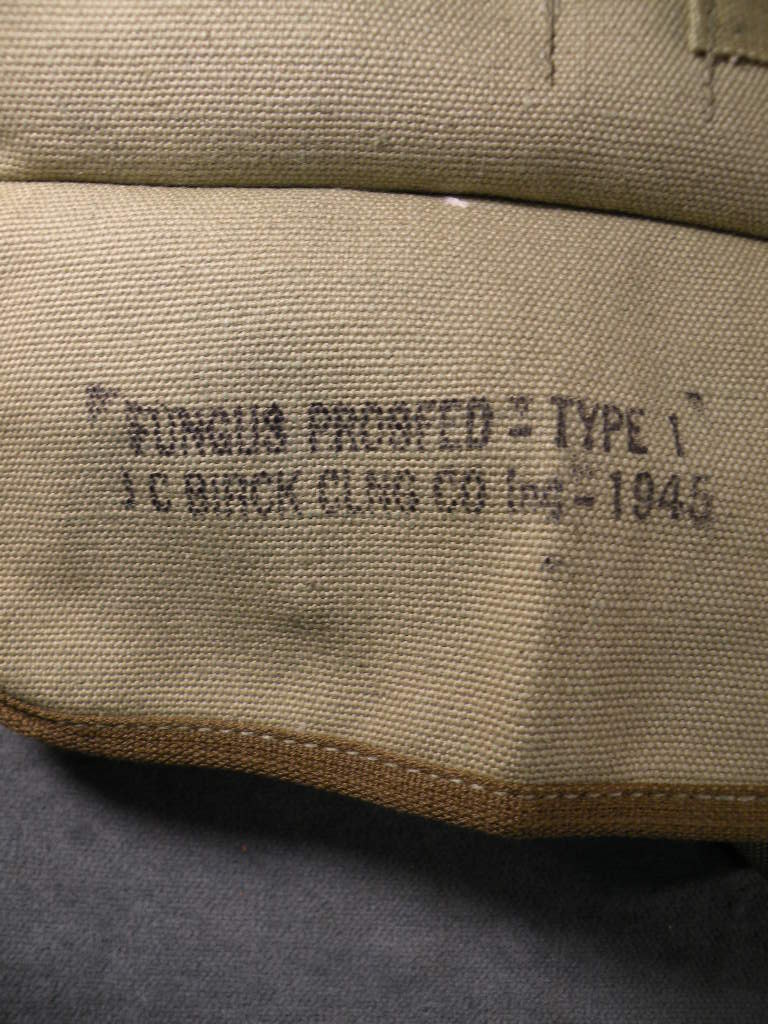 "FUNGUS PROOFED - TYPE 1"
J C BIRCK CLNG CO Inc - 1945